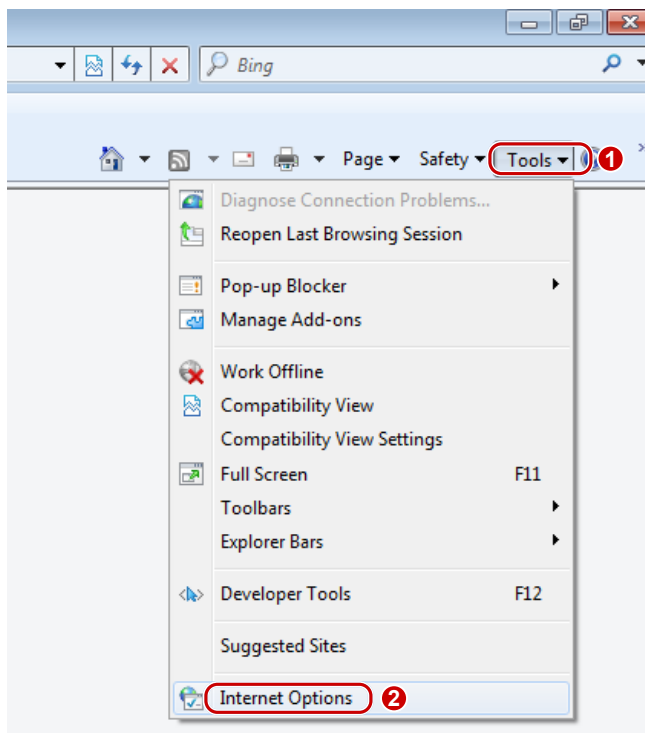 Bing
Page Safety Tools 1
Diagnose Connection Problems...
Reopen Last Browsing Session
Pop-up Blocker
Manage Add-ons
Work Offline
Compatibility View
Compatibility View Settings
Full Screen F11
Toolbars
Explorer Bars
Developer Tools F12
Suggested Sites
Internet Options 2